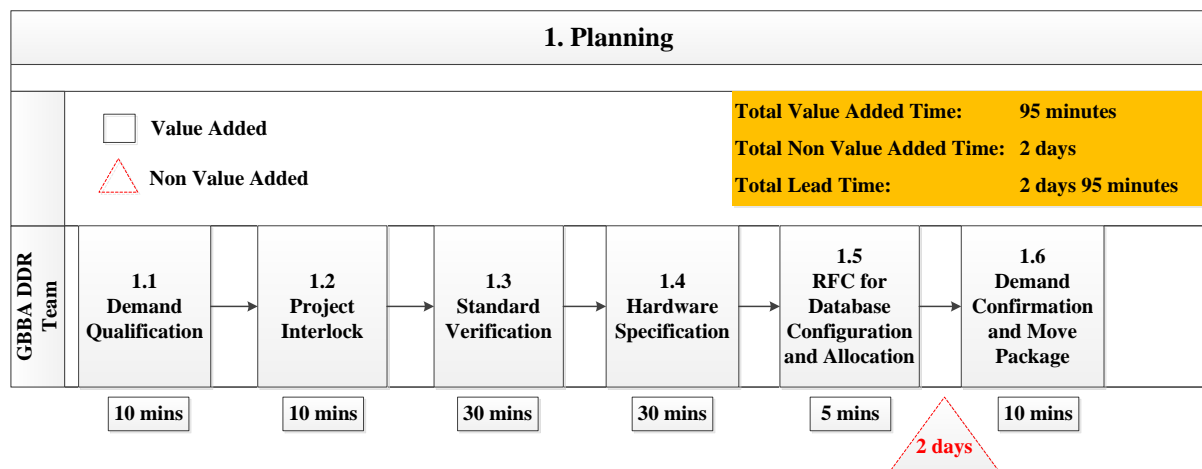 1. Planning
Value Added
Non Value Added
Total Value Added Time: 95 minutes
Total Non Value Added Time: 2 days
Total Lead Time: 2 days 95 minutes
GBBA DDR
Team
1.1
Demand
Qualification
1.2
Project
Interlock
1.3
Standard
Verification
1.4
Hardware
Specification
1.5
RFC for
Database
Configuration
and Allocation
1.6
Demand
Confirmation
and Move
Package
10 mins
10 mins
30 mins
30 mins
5 mins
2 days
10 mins